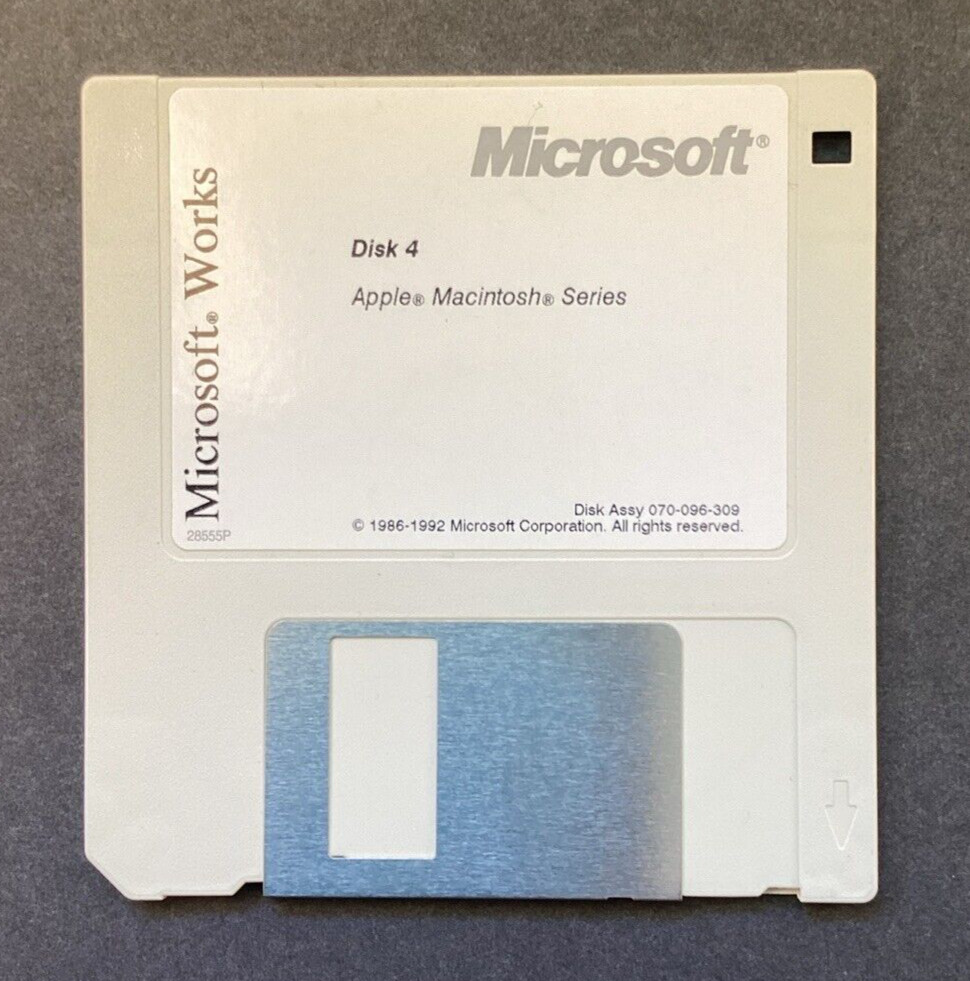 Microsoft®
Microsoft® Works
Disk 4
Apple® Macintosh® Series
Disk Assy 070-096-309
© 1986-1992 Microsoft Corporation. All rights reserved.
28555P